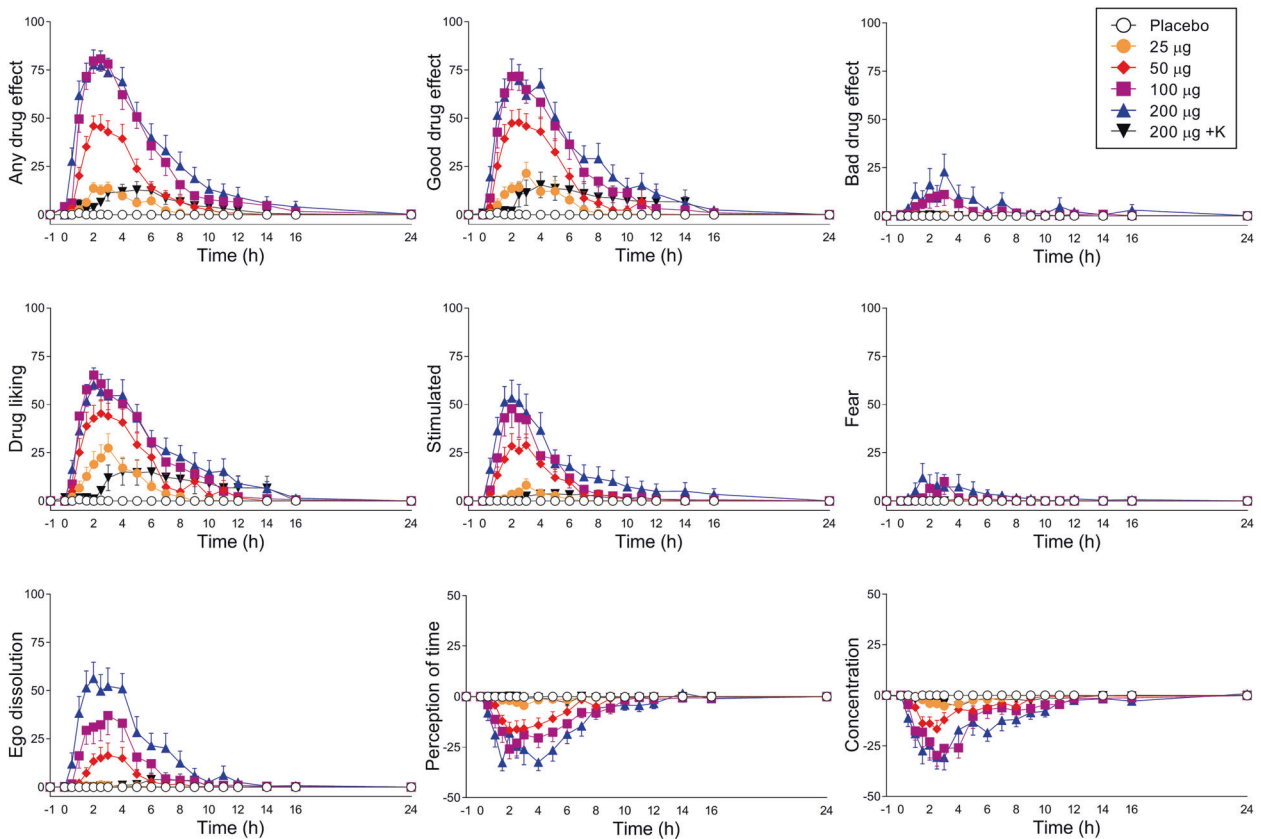 Placebo
25 µg
50 µg
100 µg
200 µg
200 µg +K
Any drug effect
100
75
50
25
0
-1 0 2 4 6 8 10 12 14 16 24
Time (h)
Good drug effect
100
75
50
25
0
-1 0 2 4 6 8 10 12 14 16 24
Time (h)
Bad drug effect
100
75
50
25
0
-1 0 2 4 6 8 10 12 14 16 24
Time (h)
Drug liking
100
75
50
25
0
-1 0 2 4 6 8 10 12 14 16 24
Time (h)
Stimulated
100
75
50
25
0
-1 0 2 4 6 8 10 12 14 16 24
Time (h)
Fear
100
75
50
25
0
-1 0 2 4 6 8 10 12 14 16 24
Time (h)
Ego dissolution
100
75
50
25
0
-1 0 2 4 6 8 10 12 14 16 24
Time (h)
Perception of time
50
25
0
-25
-50
-1 0 2 4 6 8 10 12 14 16 24
Time (h)
Concentration
50
25
0
-25
-50
-1 0 2 4 6 8 10 12 14 16 24
Time (h)